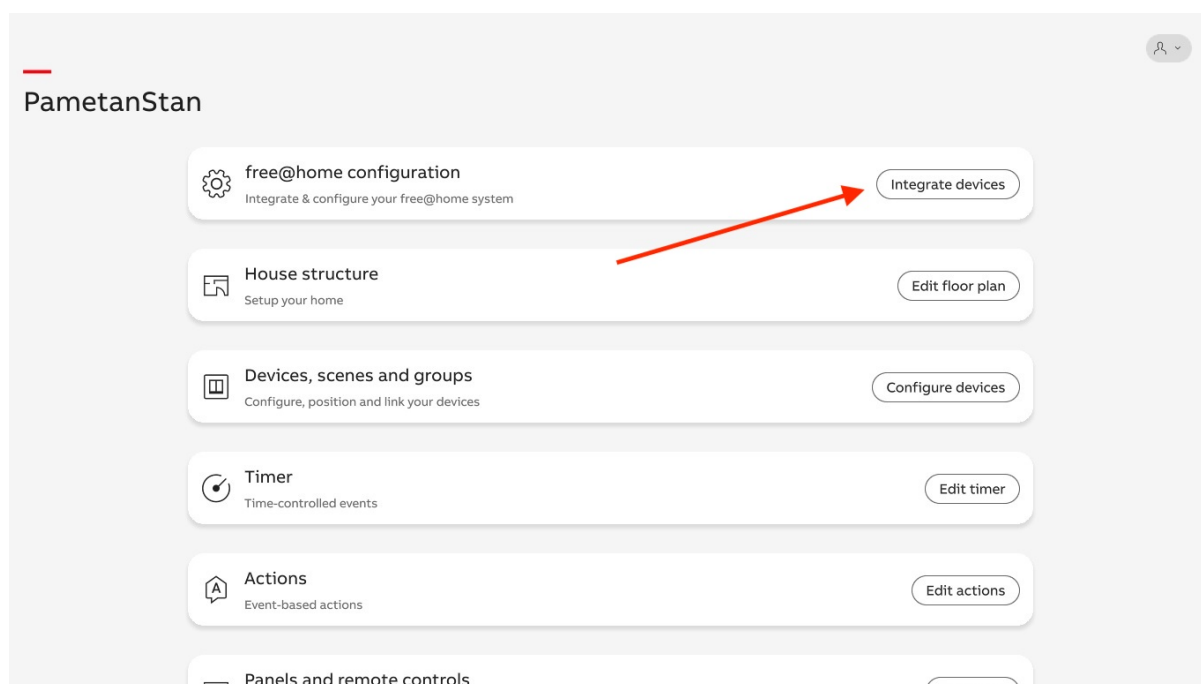 PametanStan
free@home configuration
Integrate & configure your free@home system
Integrate devices
House structure
Setup your home
Edit floor plan
Devices, scenes and groups
Configure, position and link your devices
Configure devices
Timer
Time-controlled events
Edit timer
Actions
Event-based actions
Edit actions
Panels and remote controls